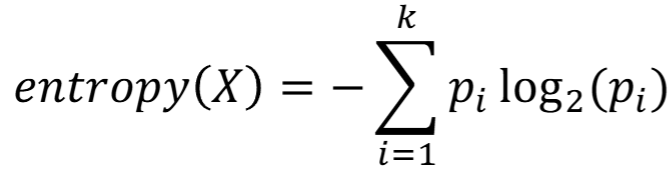 entropy(X) = − ∑_{i=1}^{k} p_i log_2(p_i)